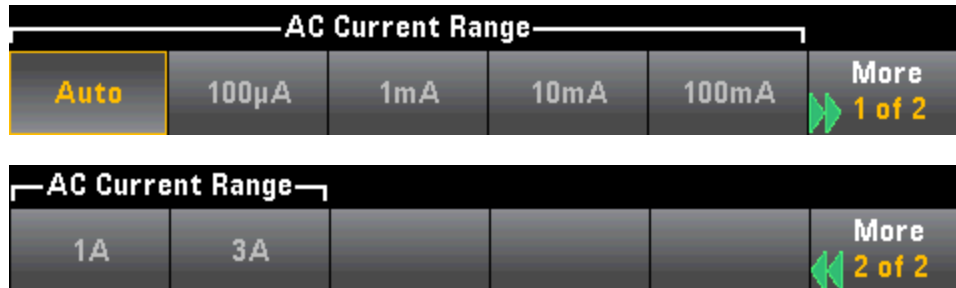 AC Current Range
Auto 100µA 1mA 10mA 100mA More
1 of 2
AC Current Range
1A 3A More
2 of 2